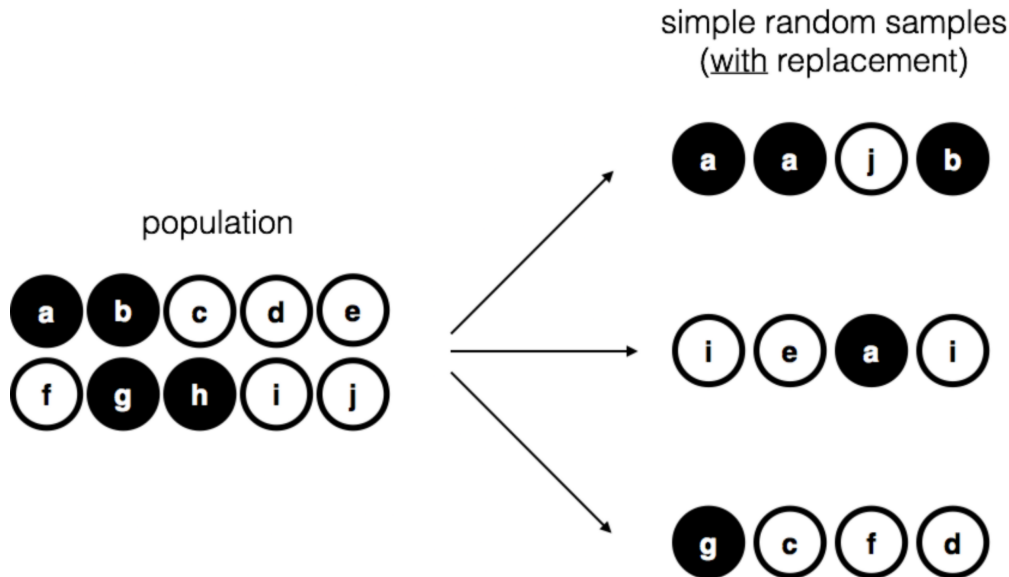 simple random samples
(with replacement)
a a j b
population
a b c d e
f g h i j
i e a i
g c f d